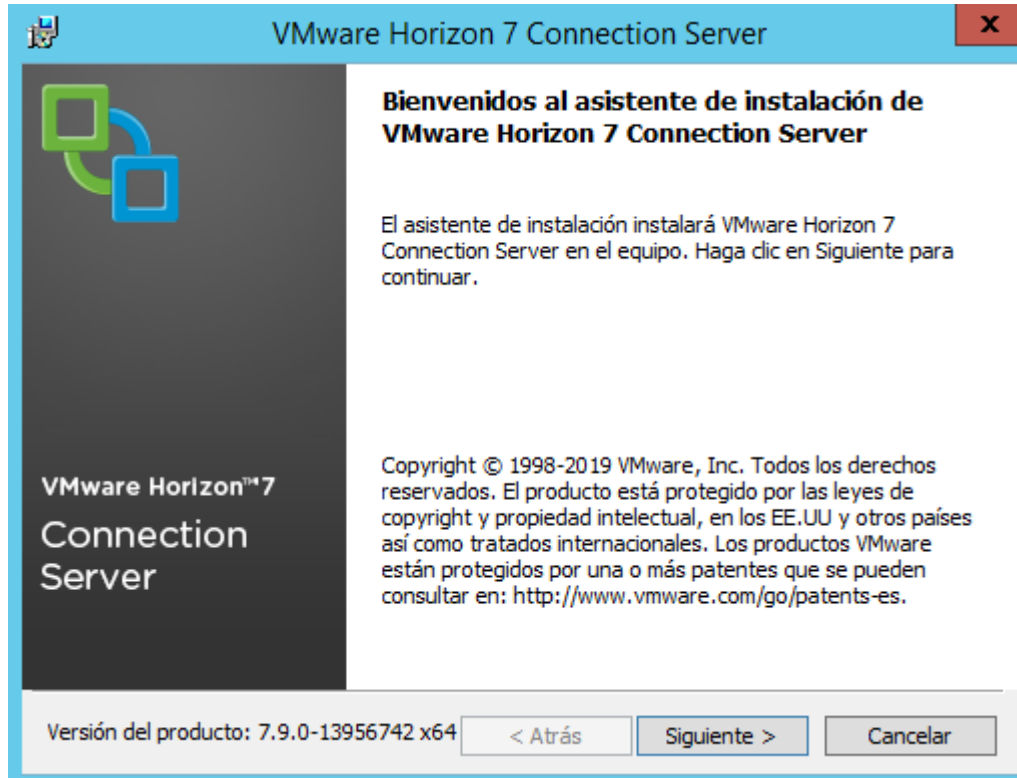 VMware Horizon 7 Connection Server
x
Bienvenidos al asistente de instalación de
VMware Horizon 7 Connection Server
El asistente de instalación instalará VMware Horizon 7
Connection Server en el equipo. Haga clic en Siguiente para
continuar.
VMware Horizon™7
Connection
Server
Copyright © 1998-2019 VMware, Inc. Todos los derechos
reservados. El producto está protegido por las leyes de
copyright y propiedad intelectual, en los EE.UU y otros países
así como tratados internacionales. Los productos VMware
están protegidos por una o más patentes que se pueden
consultar en: http://www.vmware.com/go/patents-es.
Versión del producto: 7.9.0-13956742 x64
< Atrás
Siguiente >
Cancelar